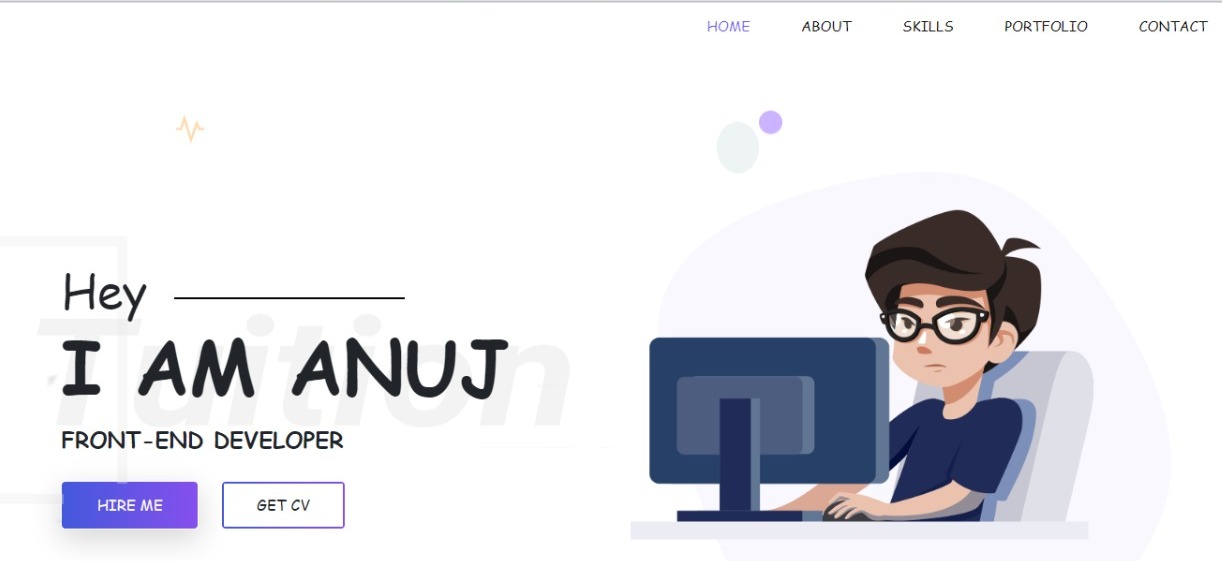 HOME ABOUT SKILLS PORTFOLIO CONTACT
Hey
Tuition
I AM ANUJ
FRONT-END DEVELOPER
HIRE ME GET CV